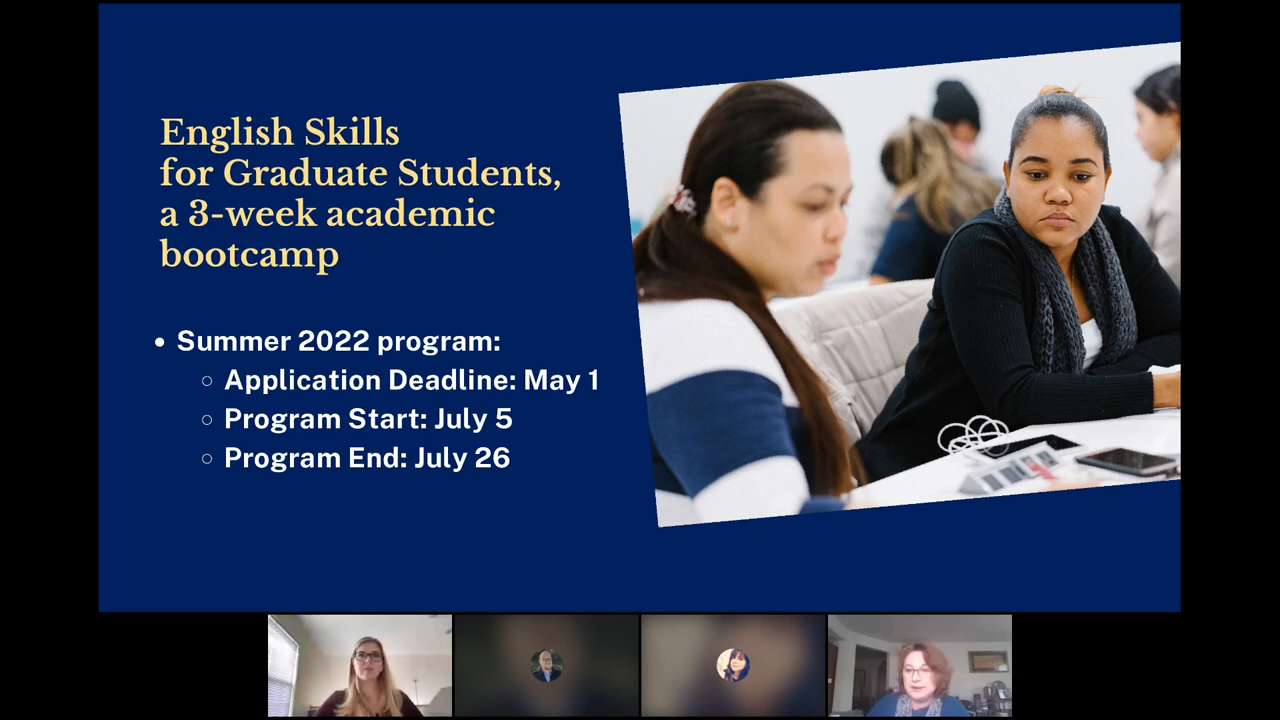 English Skills
for Graduate Students,
a 3-week academic
bootcamp
Summer 2022 program:
Application Deadline: May 1
Program Start: July 5
Program End: July 26